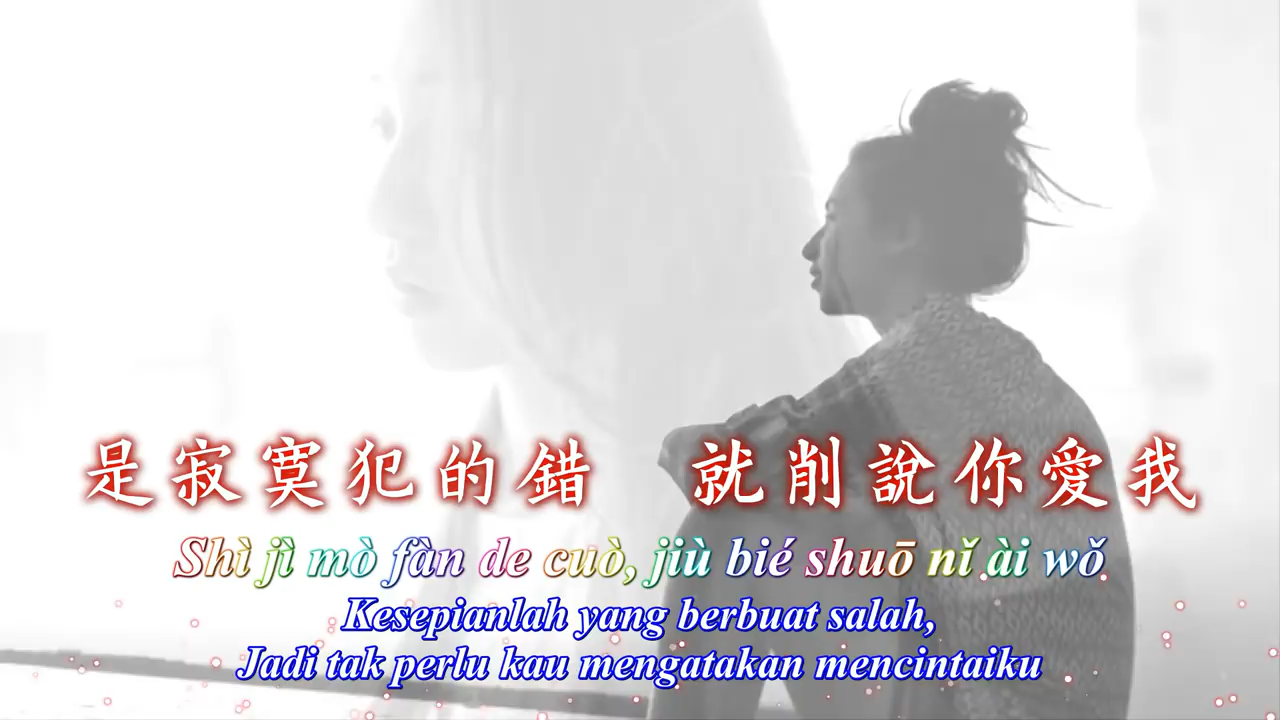 是寂寞犯的錯 就削說你愛我
Shì jì mò fàn de cuò, jiù bié shuō nǐ ài wǒ
Kesepianlah yang berbuat salah,
Jadi tak perlu kau mengatakan mencintaiku